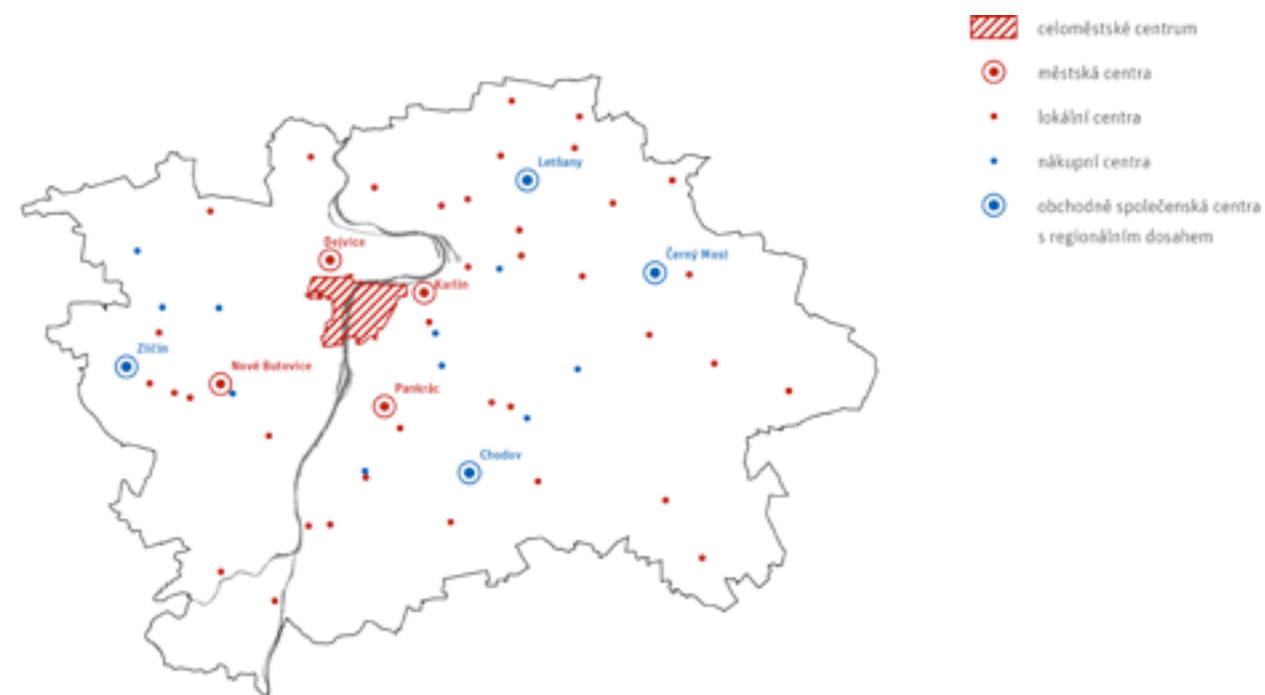 celoměstské centrum
městská centra
lokální centra
nákupní centra
obchodně společenská centra
s regionálním dosahem
Letňany
Dejvice
Černý Most
Karlín
Zličín
Nové Butovice
Pankrác
Chodov